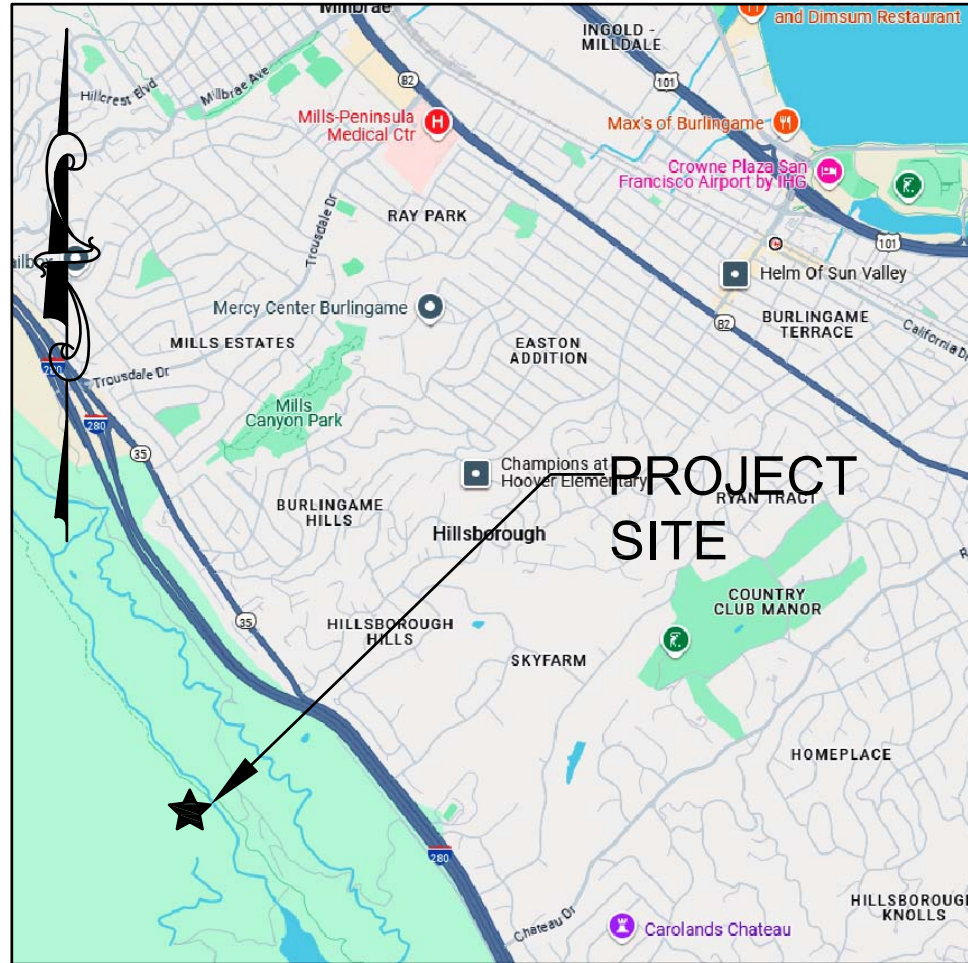 Millbrae
and Dimsum Restaurant
INGOLD -
MILLDALE
82
101
Hillcrest Blvd
Millbrae Ave
Mills-Peninsula
Medical Ctr
H
Max's of Burlingame
Crowne Plaza San
Francisco Airport by IHG
Trousdale Dr
RAY PARK
101
ailbox
Helm Of Sun Valley
Mercy Center Burlingame
BURLINGAME
TERRACE
82
California Dr
MILLS ESTATES
EASTON
ADDITION
280
Trousdale Dr
Mills
Canyon Park
280
35
Champions at
Hoover Elementary
PROJECT
SITE
RYAN TRACT
BURLINGAME
HILLS
Hillsborough
COUNTRY
CLUB MANOR
35
HILLSBOROUGH
HILLS
SKYFARM
HOMEPLACE
280
HILLSBOROUGH
KNOLLS
Chateau Dr
Carolands Chateau